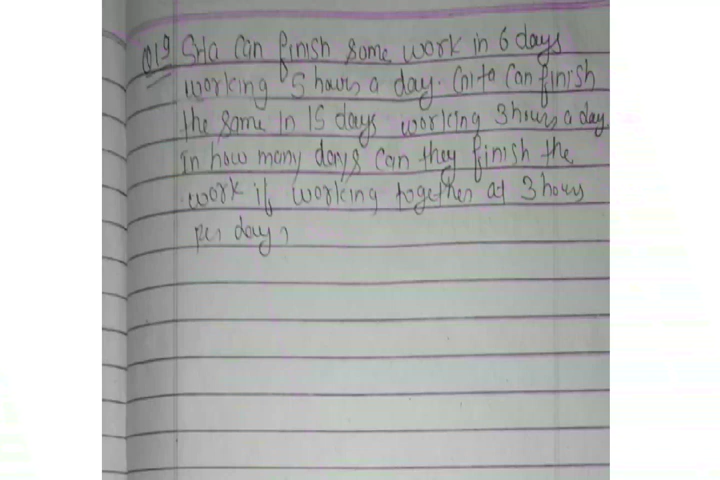 Q19 Sita can finish some work in 6 days
working 5 hours a day. Gita can finish
the same in 15 days working 3 hours a day
In how many days can they finish the
work if working together at 3 hours
per day?